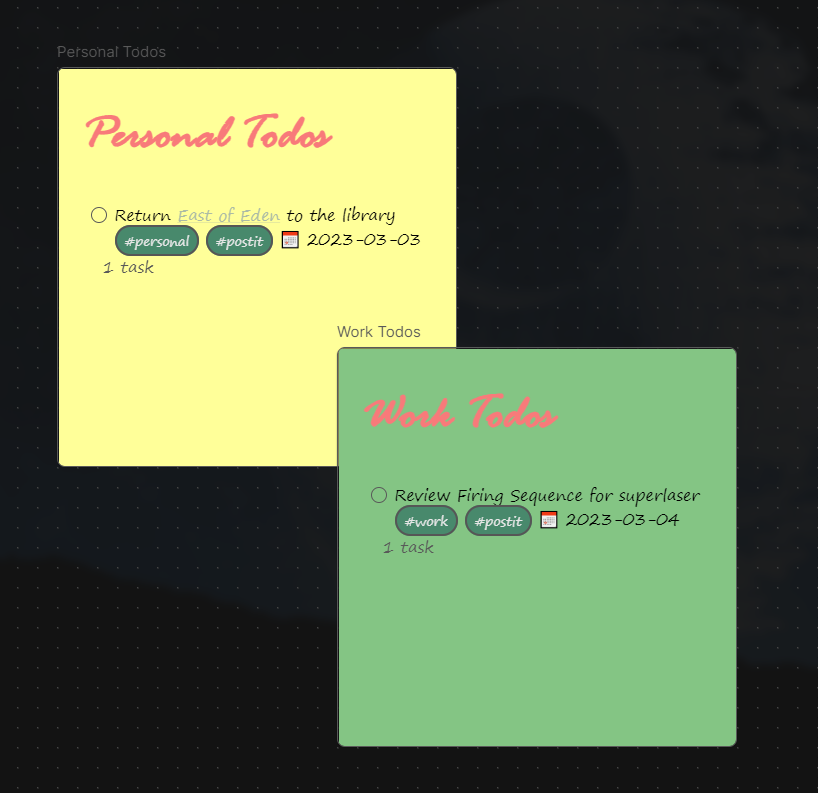 Personal Todos
Personal Todos
Return East of Eden to the library
#personal #postit 📅 2023-03-03
1 task
Work Todos
Work Todos
Review Firing Sequence for superlaser
#work #postit 📅 2023-03-04
1 task